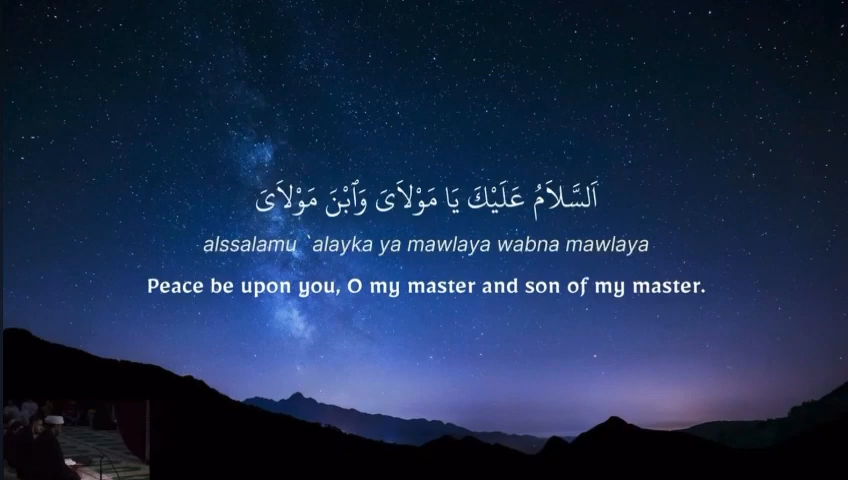 اَلسَّلاَمُ عَلَيْكَ يَا مَوْلاَىَ وَٱبْنَ مَوْلاَىَ
alssalamu `alayka ya mawlaya wabna mawlaya
Peace be upon you, O my master and son of my master.